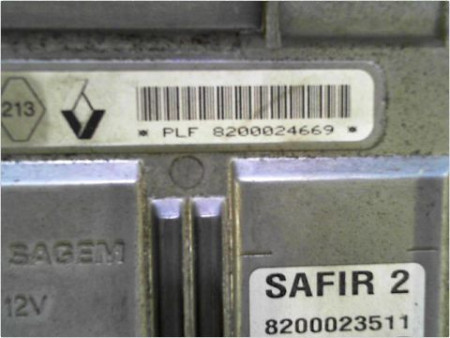 213
* PLF 8200024669 *
SAGEM
12V
SAFIR 2
8200023511